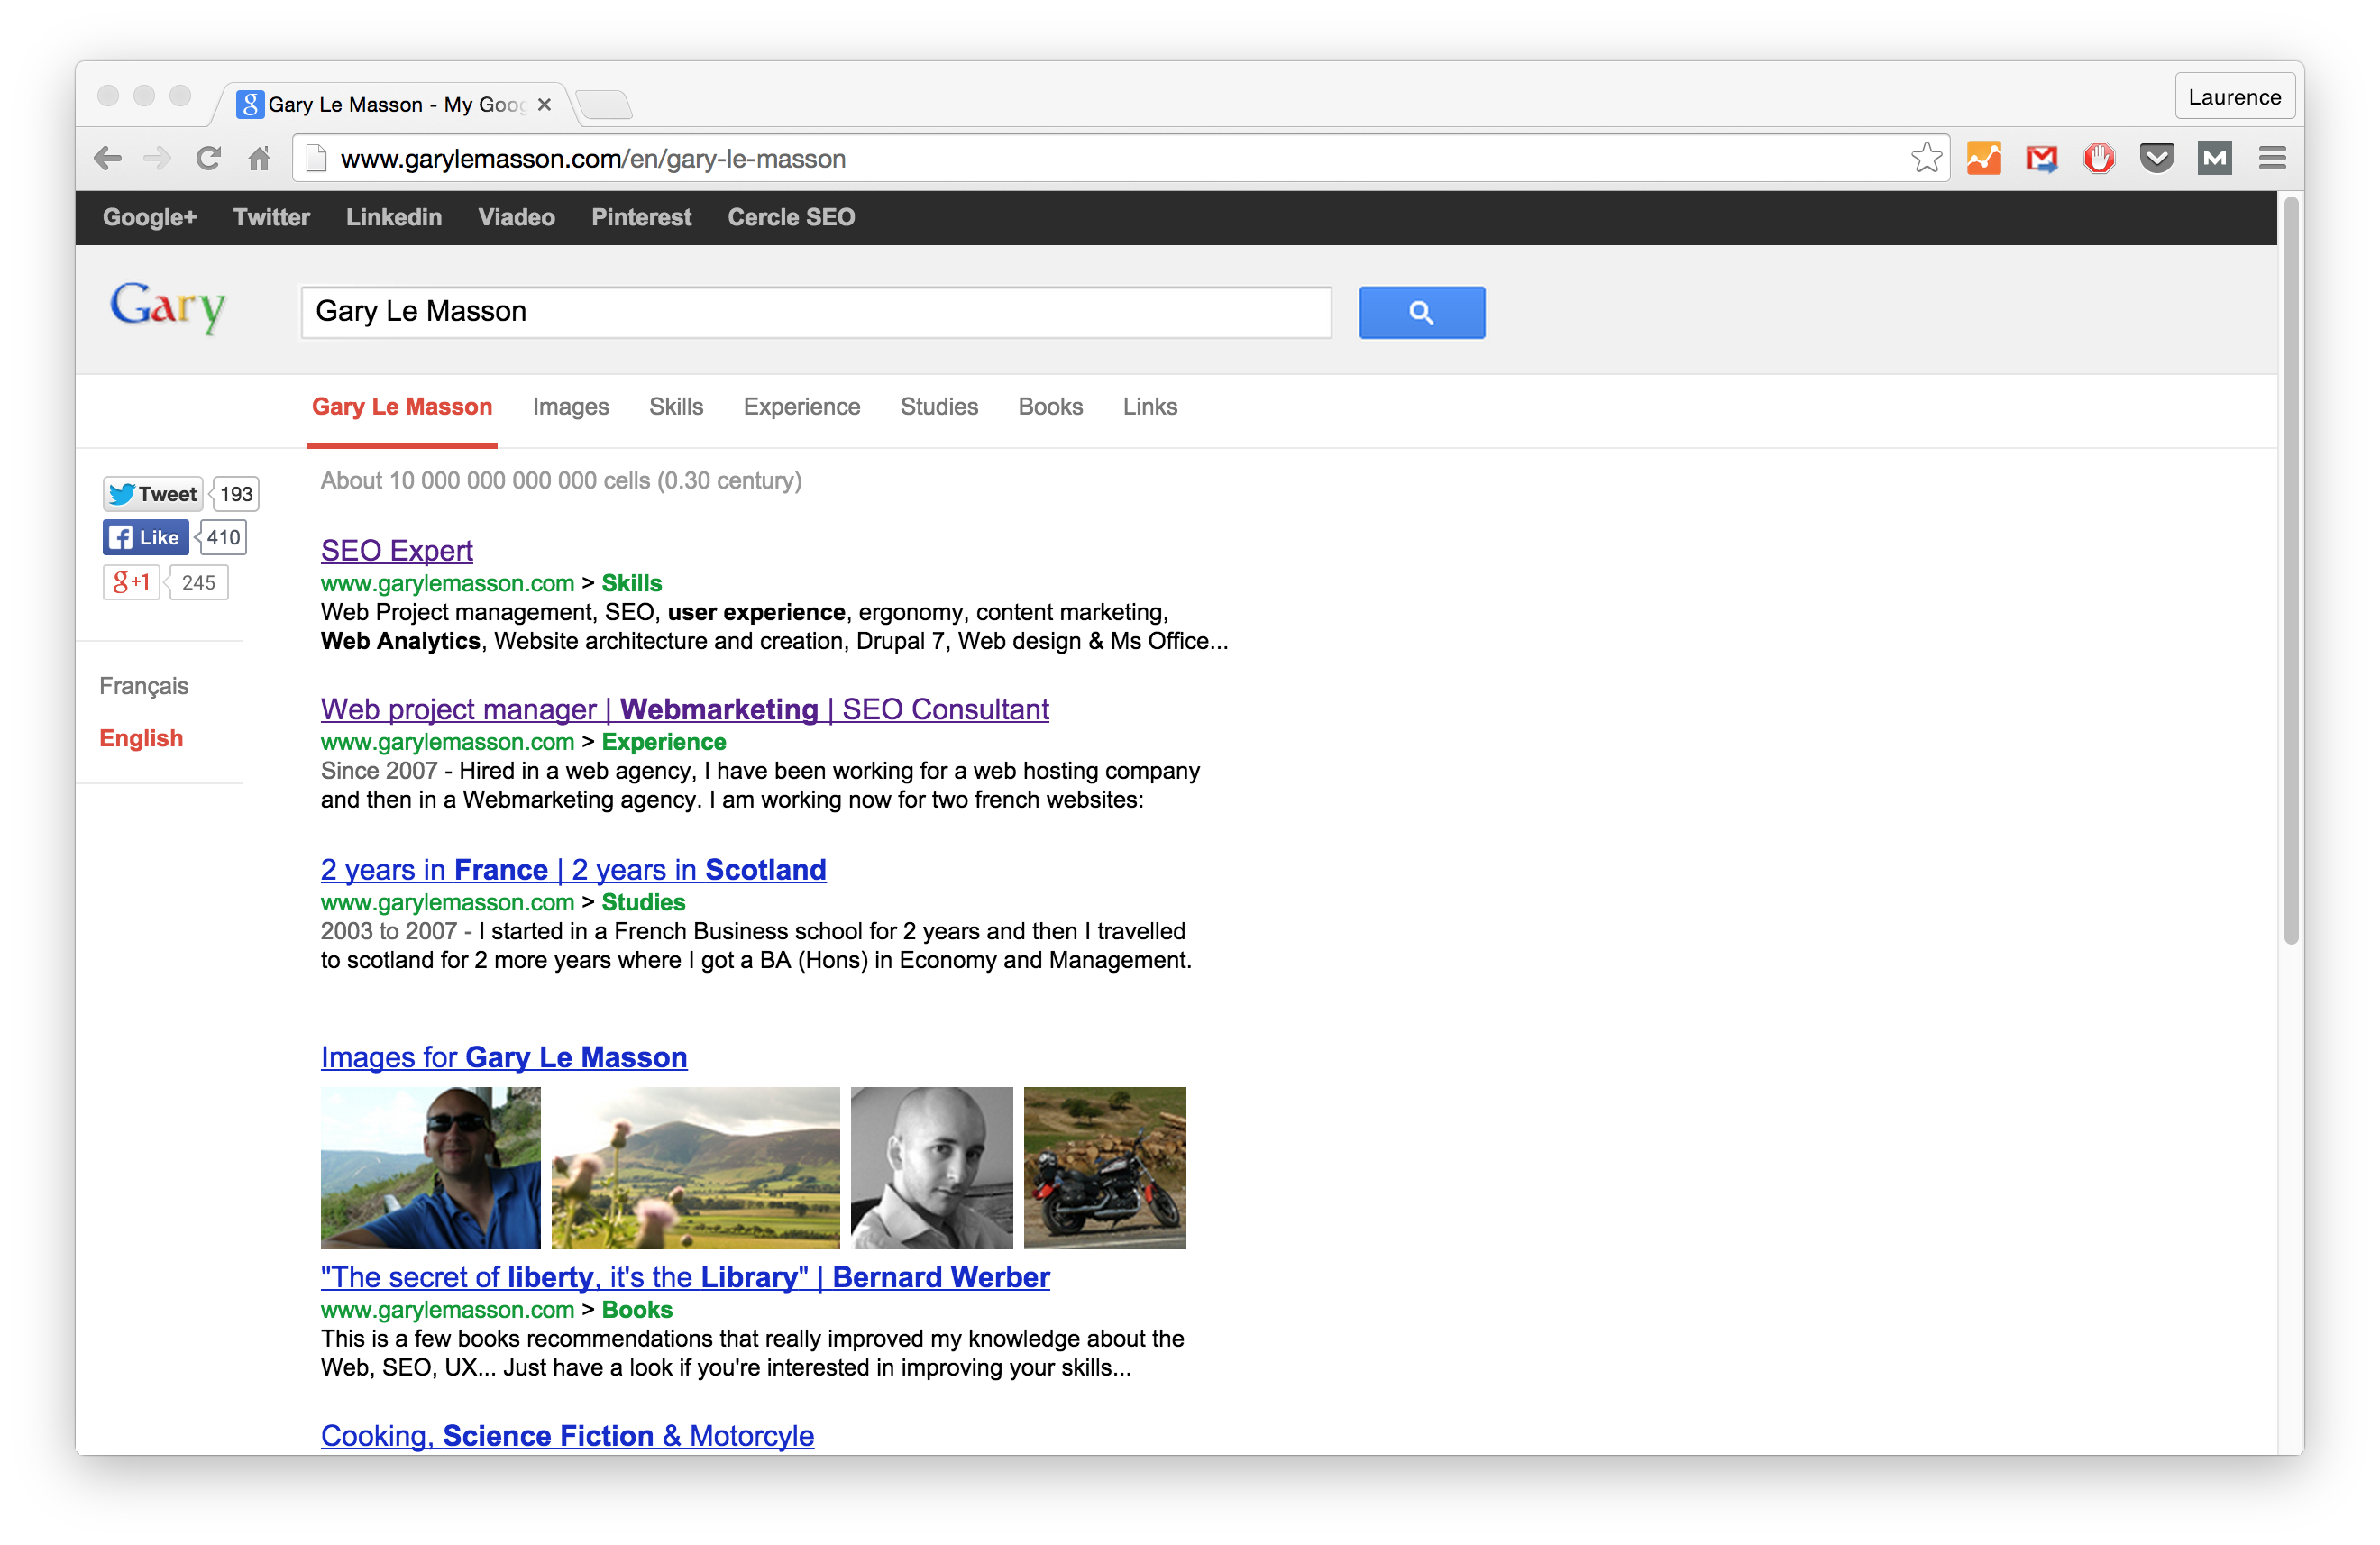 Gary Le Masson - My Goo
Laurence
www.garylemasson.com/en/gary-le-masson
Google+ Twitter Linkedin Viadeo Pinterest Cercle SEO
Gary
Gary Le Masson
Gary Le Masson Images Skills Experience Studies Books Links
About 10 000 000 000 000 cells (0.30 century)
Tweet 193
Like 410
g+1 245
Français
English
SEO Expert
www.garylemasson.com > Skills
Web Project management, SEO, user experience, ergonomy, content marketing,
Web Analytics, Website architecture and creation, Drupal 7, Web design & Ms Office...
Web project manager | Webmarketing | SEO Consultant
www.garylemasson.com > Experience
Since 2007 - Hired in a web agency, I have been working for a web hosting company
and then in a Webmarketing agency. I am working now for two french websites:
2 years in France | 2 years in Scotland
www.garylemasson.com > Studies
2003 to 2007 - I started in a French Business school for 2 years and then I travelled
to scotland for 2 more years where I got a BA (Hons) in Economy and Management.
Images for Gary Le Masson
"The secret of liberty, it's the Library" | Bernard Werber
www.garylemasson.com > Books
This is a few books recommendations that really improved my knowledge about the
Web, SEO, UX... Just have a look if you're interested in improving your skills...
Cooking, Science Fiction & Motorcyle